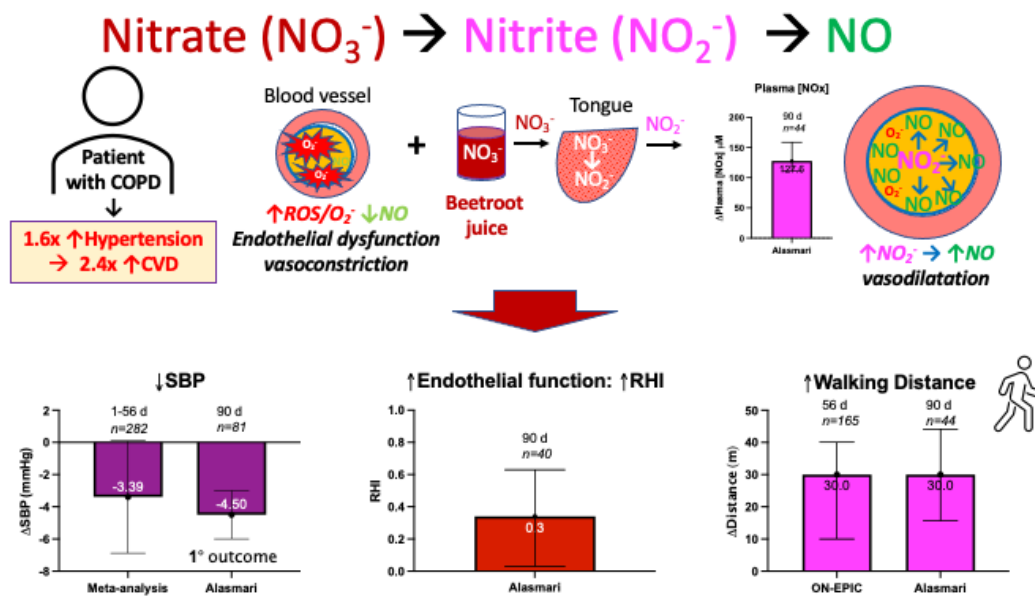 Nitrate (NO₃⁻) → Nitrite (NO₂⁻) → NO
Patient
with COPD
1.6x ↑Hypertension
→ 2.4x ↑CVD
Blood vessel
O₂⁻
NO
O₂⁻
↑ROS/O₂⁻ ↓NO
Endothelial dysfunction
vasoconstriction
+
NO₃⁻
Beetroot
juice
NO₃⁻
Tongue
NO₃⁻
NO₂⁻
NO₂⁻
Plasma [NOx]
90 d
n=44
ΔPlasma [NOx] μM
200
150
100
50
0
127.6
Alasmari
O₂⁻ NO NO
NO NO
NO NO₂⁻ NO
O₂⁻ NO NO NO
↑NO₂⁻ → ↑NO
vasodilatation
↓SBP
1-56 d
n=282
90 d
n=81
ΔSBP (mmHg)
2
0
-2
-4
-6
-8
-3.39
-4.50
1° outcome
Meta-analysis
Alasmari
↑Endothelial function: ↑RHI
90 d
n=40
RHI
1.0
0.8
0.6
0.4
0.2
0.0
0.3
Alasmari
↑Walking Distance
56 d
n=165
90 d
n=44
ΔDistance (m)
50
40
30
20
10
0
30.0
30.0
ON-EPIC
Alasmari